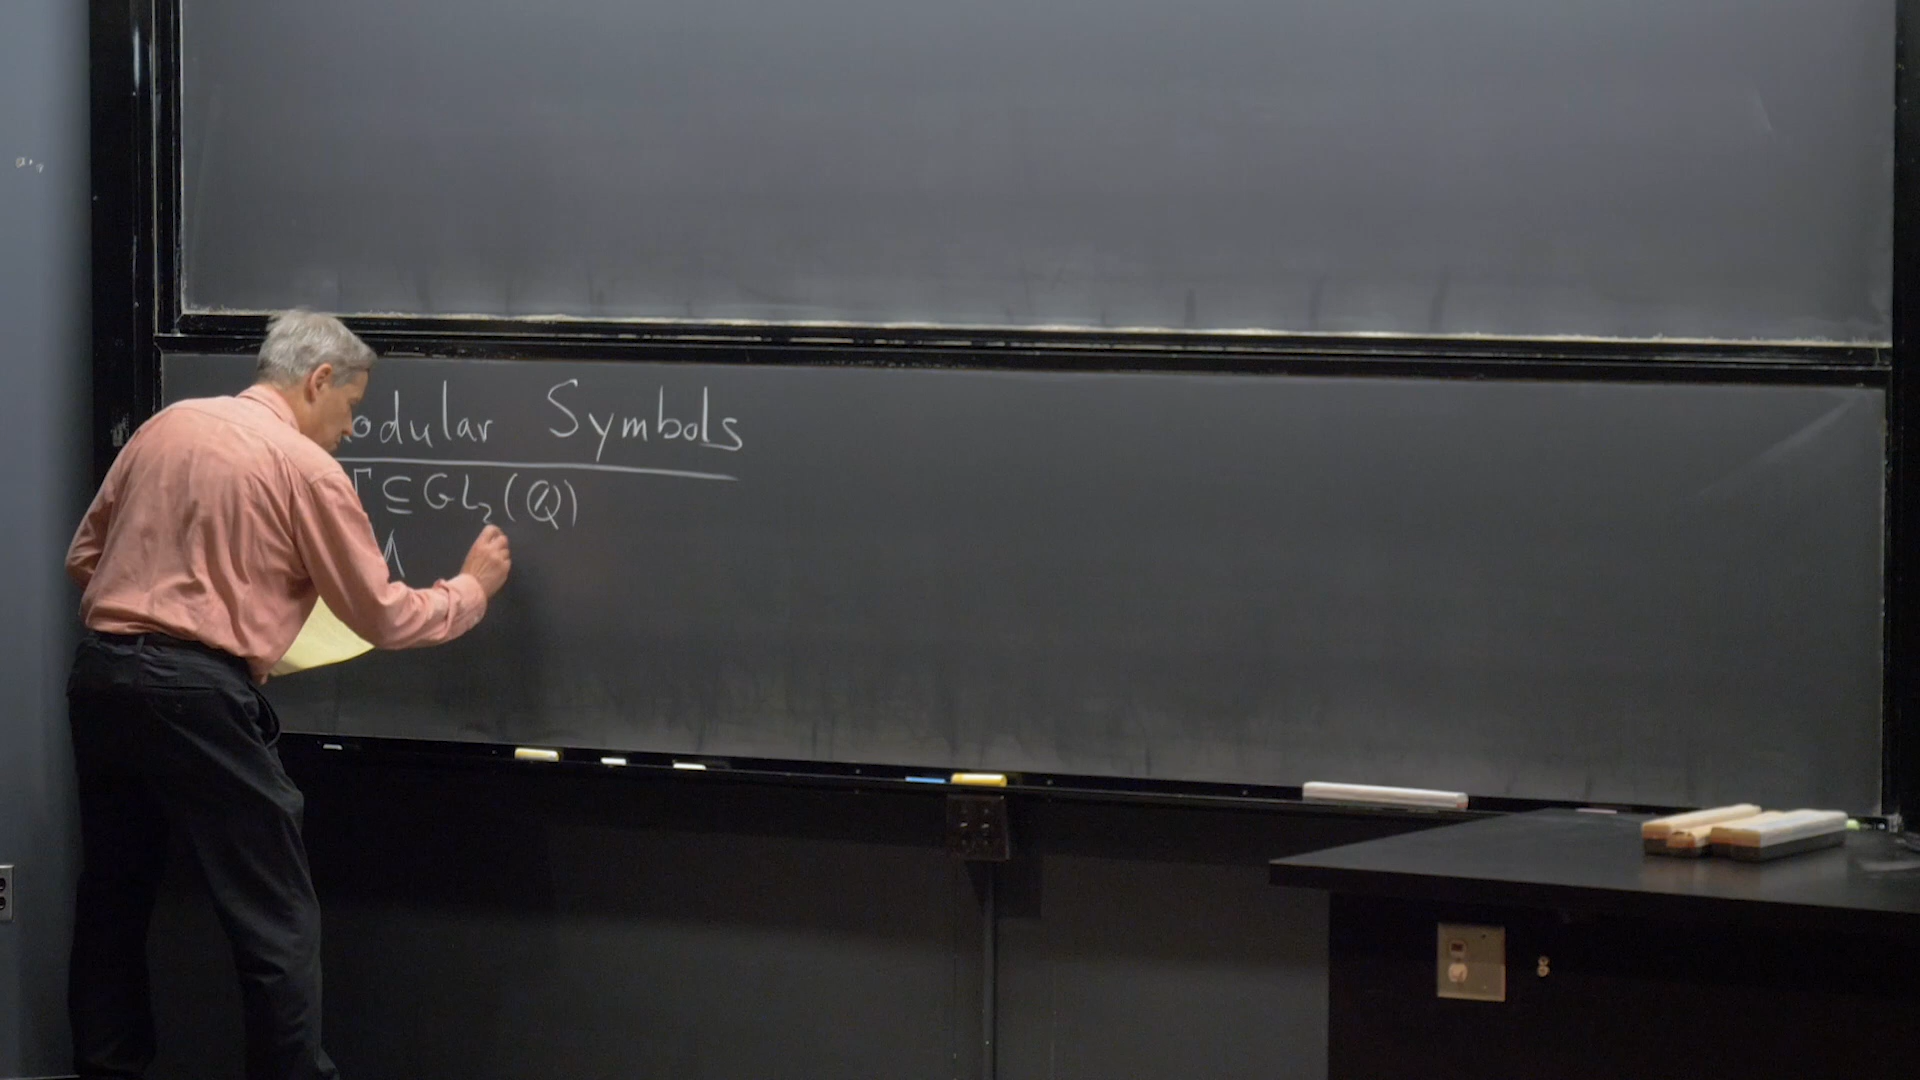 odular Symbols
Γ ⊆ GL₂(ℚ)